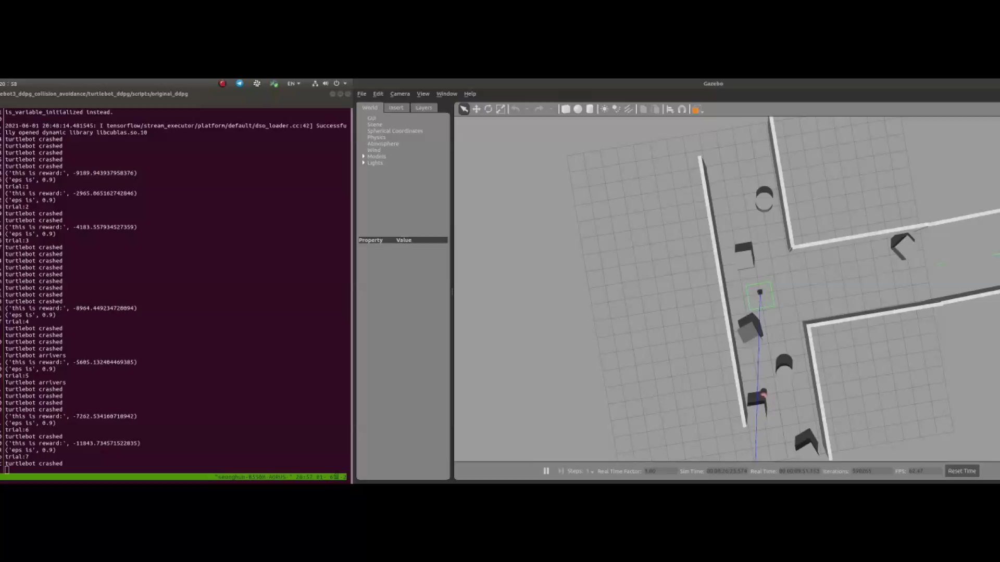 20 : 58
EN
ebot3_ddpg_collision_avoidance/turtlebot_ddpg/scripts/original_ddpg
is_variable_initialized instead.
2021-06-01 20:48:14.481545: I tensorflow/stream_executor/platform/default/dso_loader.cc:42] Successfu
lly opened dynamic library libcublas.so.10
turtlebot crashed
turtlebot crashed
turtlebot crashed
turtlebot crashed
turtlebot crashed
('this is reward:', -9189.943937958376)
('eps is', 0.9)
trial:1
('this is reward:', -2965.065162742846)
('eps is', 0.9)
trial:2
turtlebot crashed
turtlebot crashed
('this is reward:', -4183.557934527359)
('eps is', 0.9)
trial:3
turtlebot crashed
turtlebot crashed
turtlebot crashed
turtlebot crashed
turtlebot crashed
turtlebot crashed
turtlebot crashed
turtlebot crashed
turtlebot crashed
('this is reward:', -8964.449234720094)
('eps is', 0.9)
trial:4
turtlebot crashed
turtlebot crashed
turtlebot crashed
turtlebot crashed
Turtlebot arrivers
('this is reward:', -5605.132404469385)
('eps is', 0.9)
trial:5
Turtlebot arrivers
turtlebot crashed
turtlebot crashed
turtlebot crashed
turtlebot crashed
('this is reward:', -7262.534160718942)
('eps is', 0.9)
trial:6
turtlebot crashed
('this is reward:', -11843.734571522835)
('eps is', 0.9)
trial:7
turtlebot crashed
"seonghun-B550M-AORUS-" 20:57 01- 6월-2
Gazebo
File Edit Camera View Window Help
World Insert Layers
GUI
Scene
Spherical Coordinates
Physics
Atmosphere
Wind
Models
Lights
Property Value
Steps: 1 Real Time Factor: 1.00 Sim Time: 00 00:26:23.574 Real Time: 00 00:09:51.153 Iterations: 590265 FPS: 62.47 Reset Time